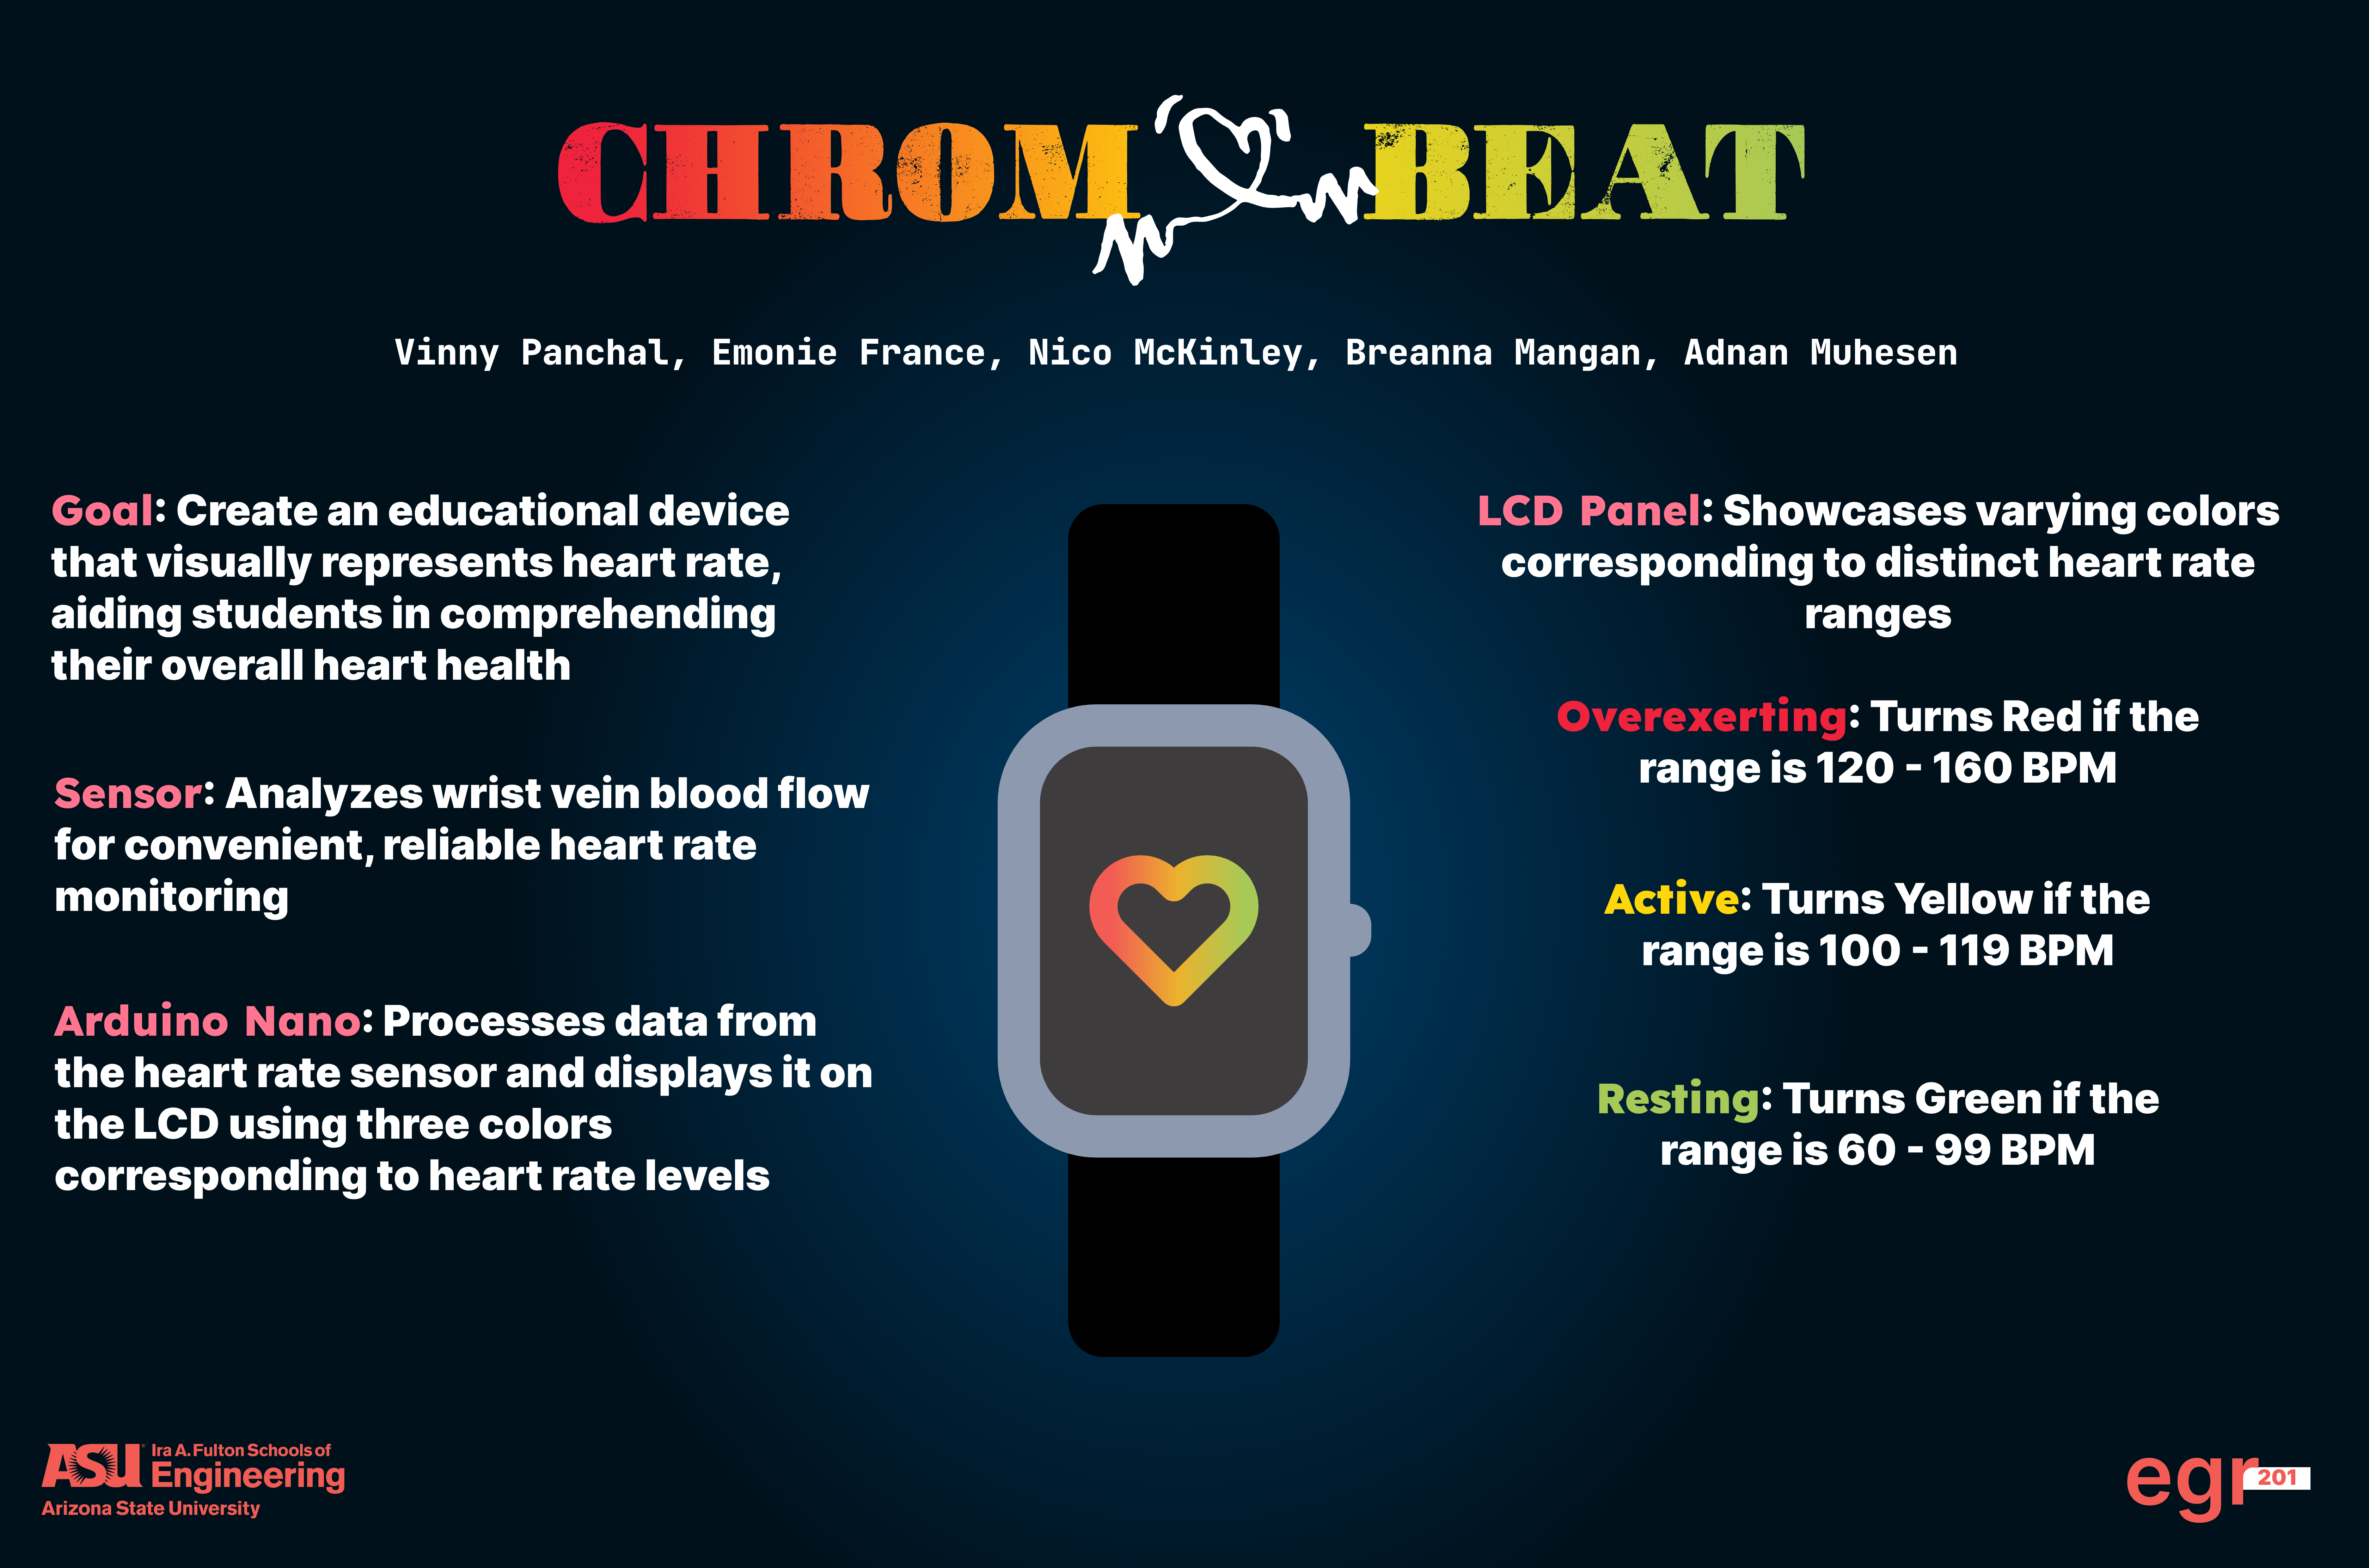 CHROM BEAT
Vinny Panchal, Emonie France, Nico McKinley, Breanna Mangan, Adnan Muhesen
Goal: Create an educational device
that visually represents heart rate,
aiding students in comprehending
their overall heart health
Sensor: Analyzes wrist vein blood flow
for convenient, reliable heart rate
monitoring
Arduino Nano: Processes data from
the heart rate sensor and displays it on
the LCD using three colors
corresponding to heart rate levels
LCD Panel: Showcases varying colors
corresponding to distinct heart rate
ranges
Overexerting: Turns Red if the
range is 120 - 160 BPM
Active: Turns Yellow if the
range is 100 - 119 BPM
Resting: Turns Green if the
range is 60 - 99 BPM
ASU Ira A. Fulton Schools of
Engineering
Arizona State University
egr 201